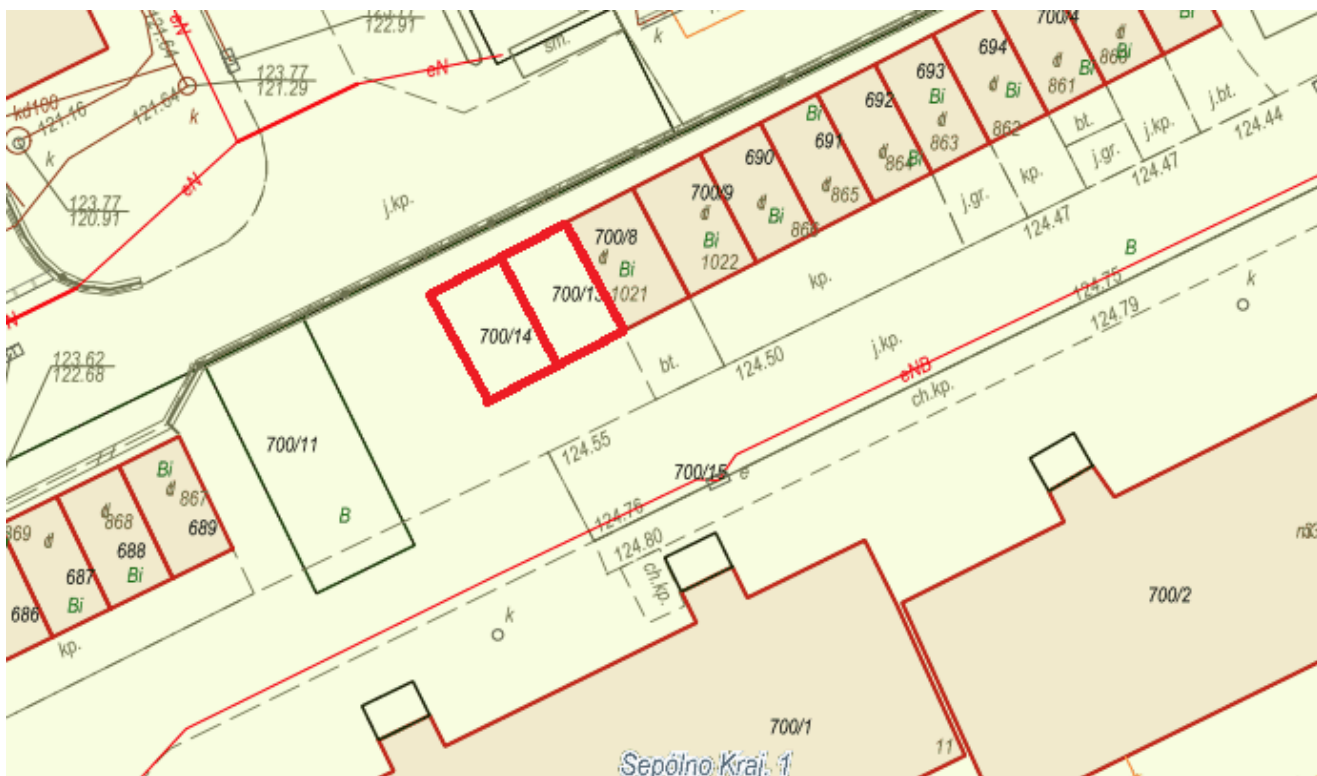 122.91
eN
121.64
sm.
k
700/4
Bi
694
Bi
Bi
861
860
693
Bi
863
862
692
864
Bi
691
Bi
865
690
866
700/9
Bi
1022
700/8
Bi
1021
700/13
700/14
123.77
121.29
121.64
k
kd100
121.16
k
eN
123.77
120.91
j.kp.
bt.
j.gr.
j.kp.
j.bt.
124.44
124.47
kp.
j.gr.
124.47
kp.
B
124.75
k
124.79
j.kp.
bt.
124.50
eNB
ch.kp.
123.62
122.68
700/11
B
124.55
700/15
e
124.76
124.80
ch.kp.
k
Bi
867
689
868
688
Bi
869
687
Bi
686
kp.
700/2
700/1
11
Sępólno Kraj. 1